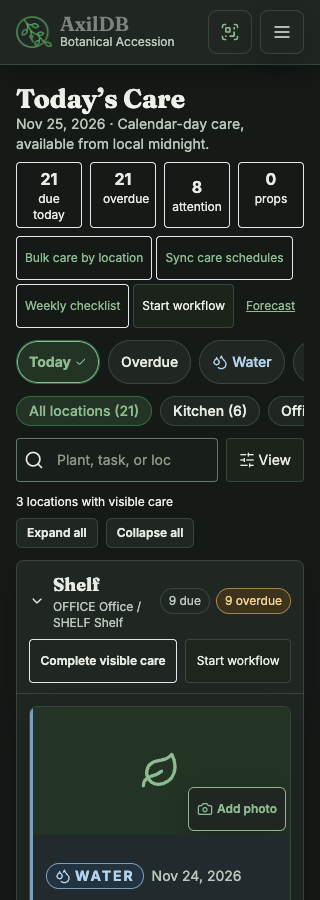 AxilDB
Botanical Accession
Today’s Care
Nov 25, 2026 · Calendar-day care,
available from local midnight.
21
due
today
21
overdue
8
attention
0
props
Bulk care by location
Sync care schedules
Weekly checklist
Start workflow
Forecast
Today
Overdue
Water
All locations (21)
Kitchen (6)
Offi
Plant, task, or loc
View
3 locations with visible care
Expand all
Collapse all
Shelf
OFFICE Office /
SHELF Shelf
9 due
9 overdue
Complete visible care
Start workflow
Add photo
WATER
Nov 24, 2026